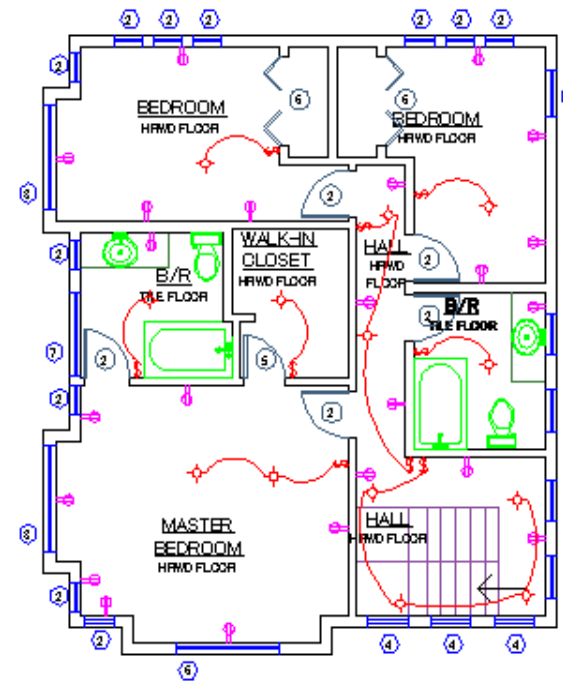 2 2 2 2 2 2
2
BEDROOM
HRWD FLOOR
6
6
BEDROOM
HRWD FLOOR
8
2
WALK-IN
CLOSET
HRWD FLOOR
HALL
HRWD
FLOOR
2
2
B/R
TILE FLOOR
B/R
TILE FLOOR
2
7
2
5
2
2
8
MASTER
BEDROOM
HRWD FLOOR
HALL
HRWD FLOOR
2
2
4 4 4
6